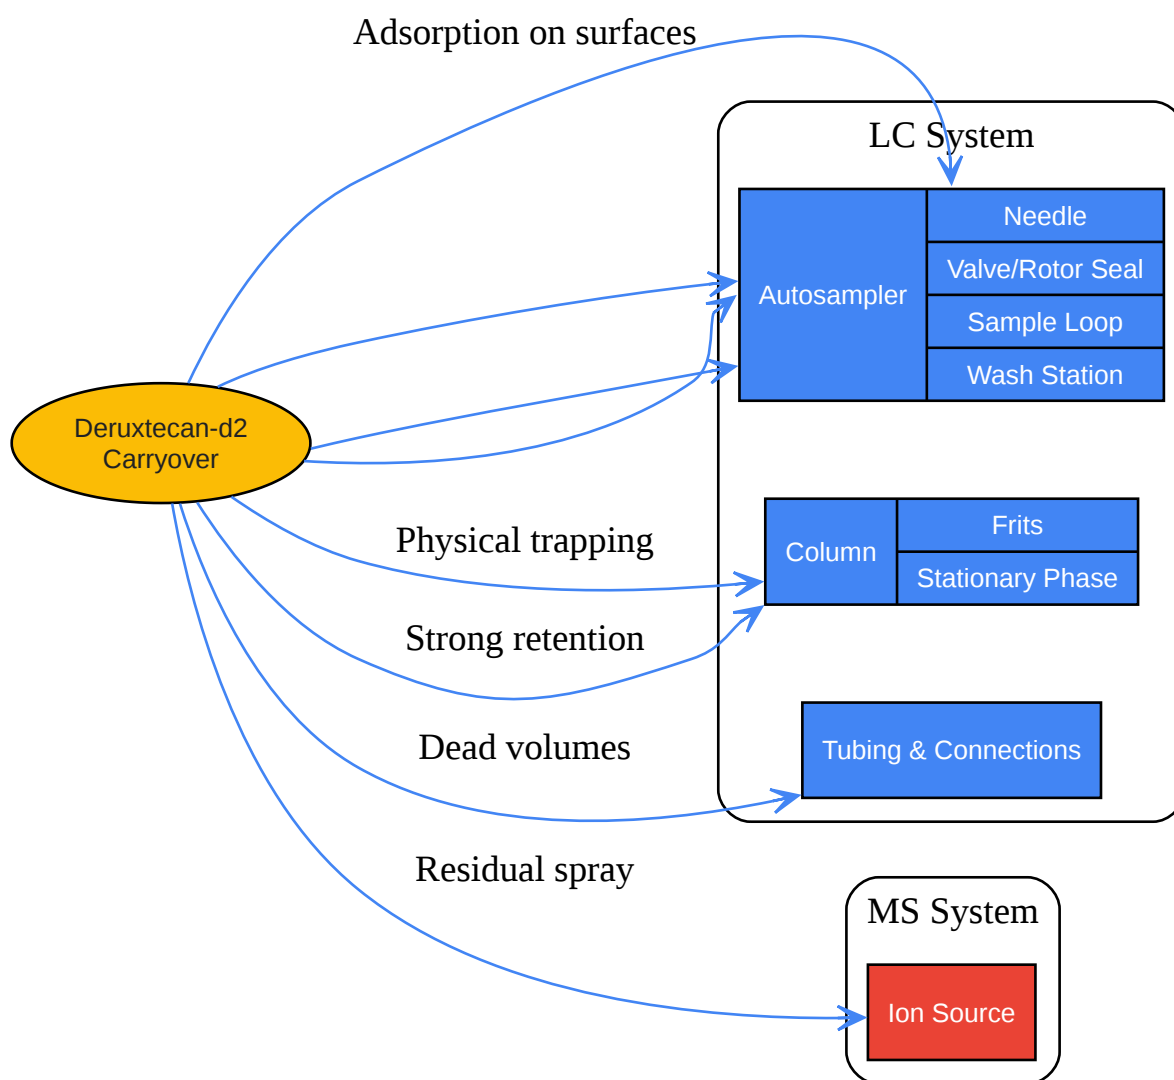 Adsorption on surfaces
LC System
Needle
Valve/Rotor Seal
Autosampler
Sample Loop
Wash Station
Deruxtecan-d2
Carryover
Physical trapping
Frits
Column
Stationary Phase
Strong retention
Dead volumes
Tubing & Connections
Residual spray
MS System
Ion Source